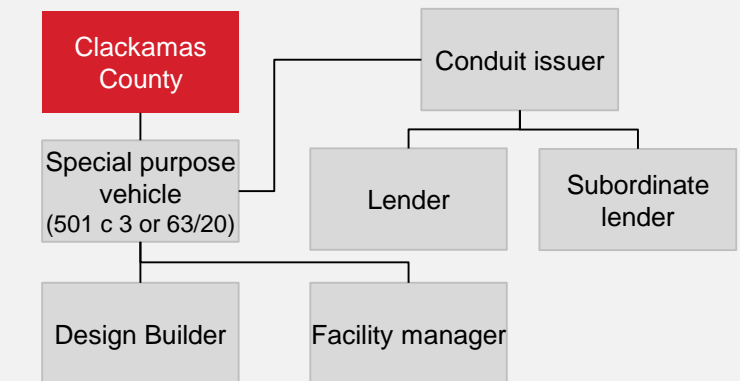 Clackamas
County
Conduit issuer
Special purpose
vehicle
(501 c 3 or 63/20)
Lender
Subordinate
lender
Design Builder
Facility manager